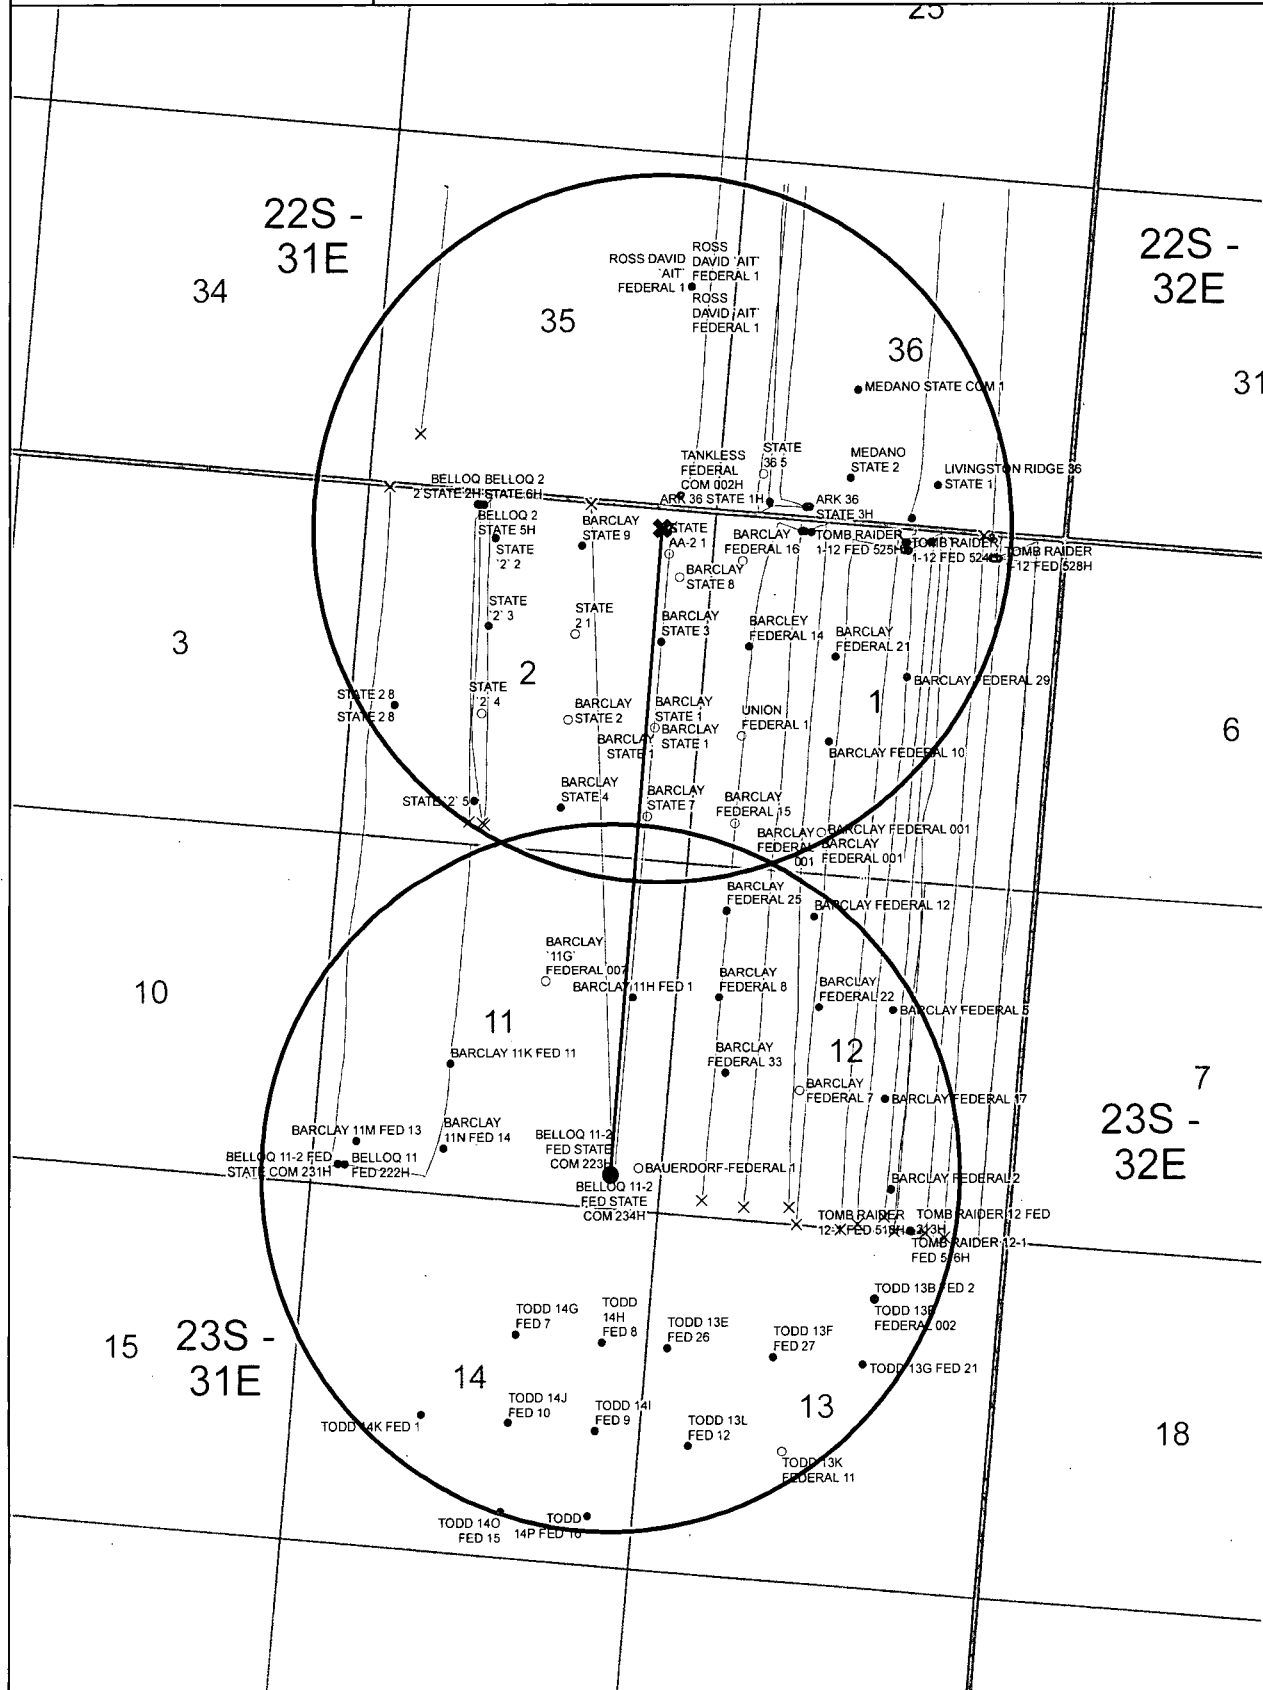 25
22S -
31E
22S -
32E
34
35
36
31
ROSS DAVID
'AIT'
FEDERAL 1
ROSS
DAVID 'AIT'
FEDERAL 1
ROSS
DAVID 'AIT'
FEDERAL 1
MEDANO STATE COM 1
TANKLESS
FEDERAL
COM 002H
STATE
36 5
MEDANO
STATE 2
LIVINGSTON RIDGE 36
STATE 1
ARK 36 STATE 1H
ARK 36
STATE 3H
BELLOQ
2 STATE 2H
BELLOQ 2
STATE 6H
BELLOQ 2
STATE 5H
STATE
'2' 2
BARCLAY
STATE 9
STATE
AA-2 1
BARCLAY
FEDERAL 16
TOMB RAIDER
1-12 FED 525H
TOMB RAIDER
1-12 FED 524H
TOMB RAIDER
1-12 FED 528H
BARCLAY
STATE 8
STATE
'2' 3
STATE
2 1
BARCLAY
STATE 3
BARCLEY
FEDERAL 14
BARCLAY
FEDERAL 21
BARCLAY FEDERAL 29
3
2
1
6
STATE 2 8
STATE 2 8
STATE
'2' 4
BARCLAY
STATE 2
BARCLAY
STATE 1
BARCLAY
STATE 1
BARCLAY
STATE 1
UNION
FEDERAL 1
BARCLAY FEDERAL 10
STATE '2' 5
BARCLAY
STATE 4
BARCLAY
STATE 7
BARCLAY
FEDERAL 15
BARCLAY
FEDERAL
001
BARCLAY FEDERAL 001
BARCLAY
FEDERAL 001
BARCLAY
FEDERAL 25
BARCLAY FEDERAL 12
BARCLAY
'11G'
FEDERAL 007
BARCLAY 11H FED 1
BARCLAY
FEDERAL 8
BARCLAY
FEDERAL 22
BARCLAY FEDERAL 5
10
11
12
7
BARCLAY 11K FED 11
BARCLAY
FEDERAL 33
BARCLAY
FEDERAL 7
BARCLAY FEDERAL 17
23S -
32E
BARCLAY 11M FED 13
BARCLAY
11N FED 14
BELLOQ 11-2 FED
STATE COM 231H
BELLOQ 11
FED 222H
BELLOQ 11-2
FED STATE
COM 223H
BAUERDORF-FEDERAL 1
BELLOQ 11-2
FED STATE
COM 234H
BARCLAY FEDERAL 2
TOMB RAIDER
TOMB RAIDER 12 FED
213H
TOMB RAIDER 12-1
TODD 13B FED 2
TODD 13B
FEDERAL 002
TODD 14G
FED 7
TODD
14H
FED 8
TODD 13E
FED 26
TODD 13F
FED 27
TODD 13G FED 21
15
23S -
31E
14
13
18
TODD 14K FED 1
TODD 14J
FED 10
TODD 14I
FED 9
TODD 13L
FED 12
TODD 13K
FEDERAL 11
TODD 14O
FED 15
TODD
14P FED 16